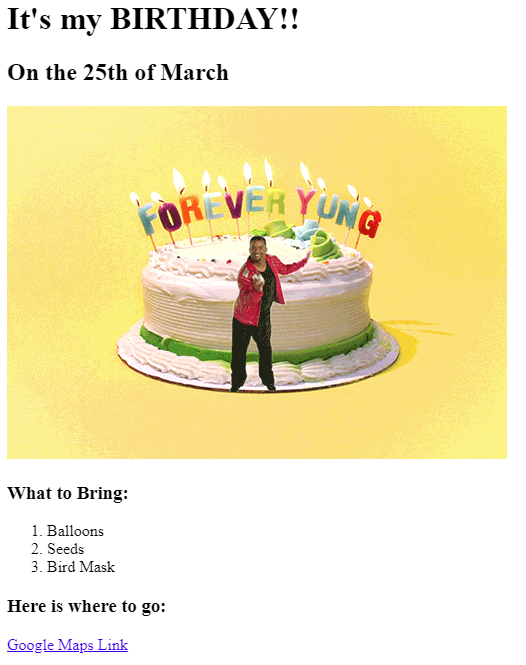 It's my BIRTHDAY!!
On the 25th of March
FOREVER YUNG
What to Bring:
1. Balloons
2. Seeds
3. Bird Mask
Here is where to go:
Google Maps Link